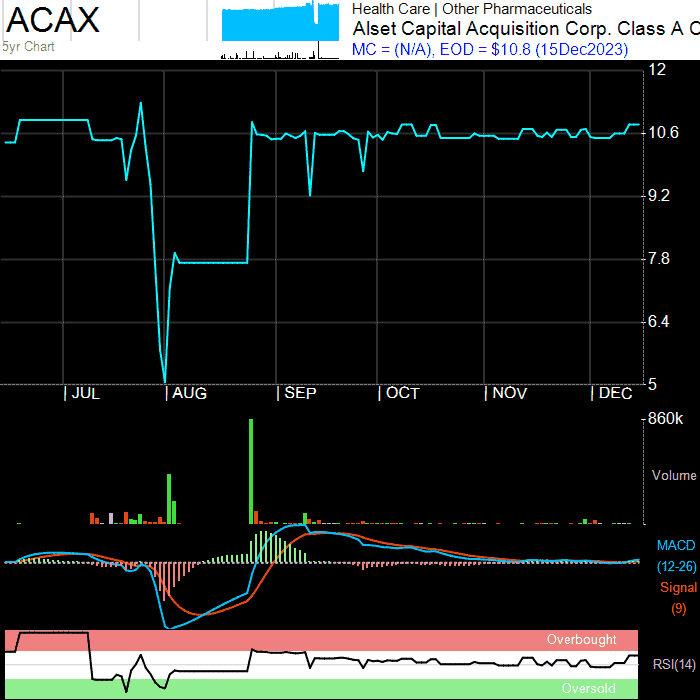 ACAX
5yr Chart
Health Care | Other Pharmaceuticals
Alset Capital Acquisition Corp. Class A C
MC = (N/A), EOD = $10.8 (15Dec2023)
12
10.6
9.2
7.8
6.4
5
| JUL | AUG | SEP | OCT | NOV | DEC
860k
Volume
MACD
(12-26)
Signal
(9)
Overbought
RSI(14)
Oversold